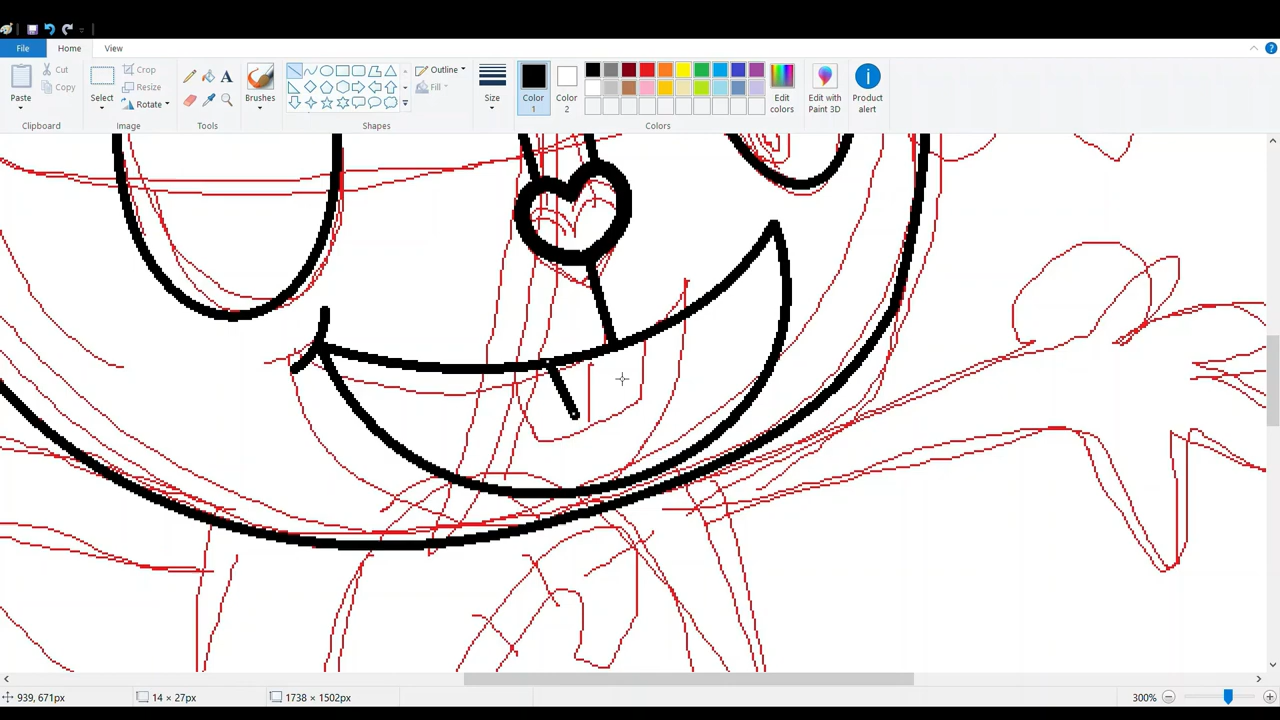 File Home View
Paste
Cut
Copy
Clipboard
Select
Crop
Resize
Rotate
Image
A
Tools
Brushes
Outline
Fill
Shapes
Size
Color
1
Color
2
Colors
Edit
colors
Edit with
Paint 3D
Product
alert
939, 671px 14 × 27px 1738 × 1502px 300%